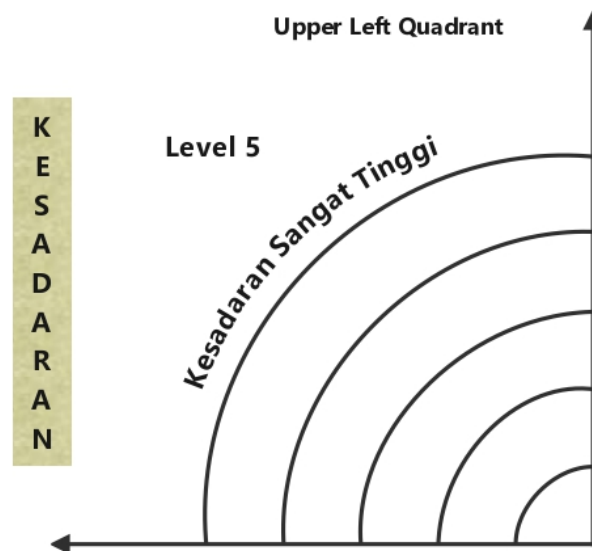 Upper Left Quadrant
Level 5
Kesadaran Sangat Tinggi
K
E
S
A
D
A
R
A
N